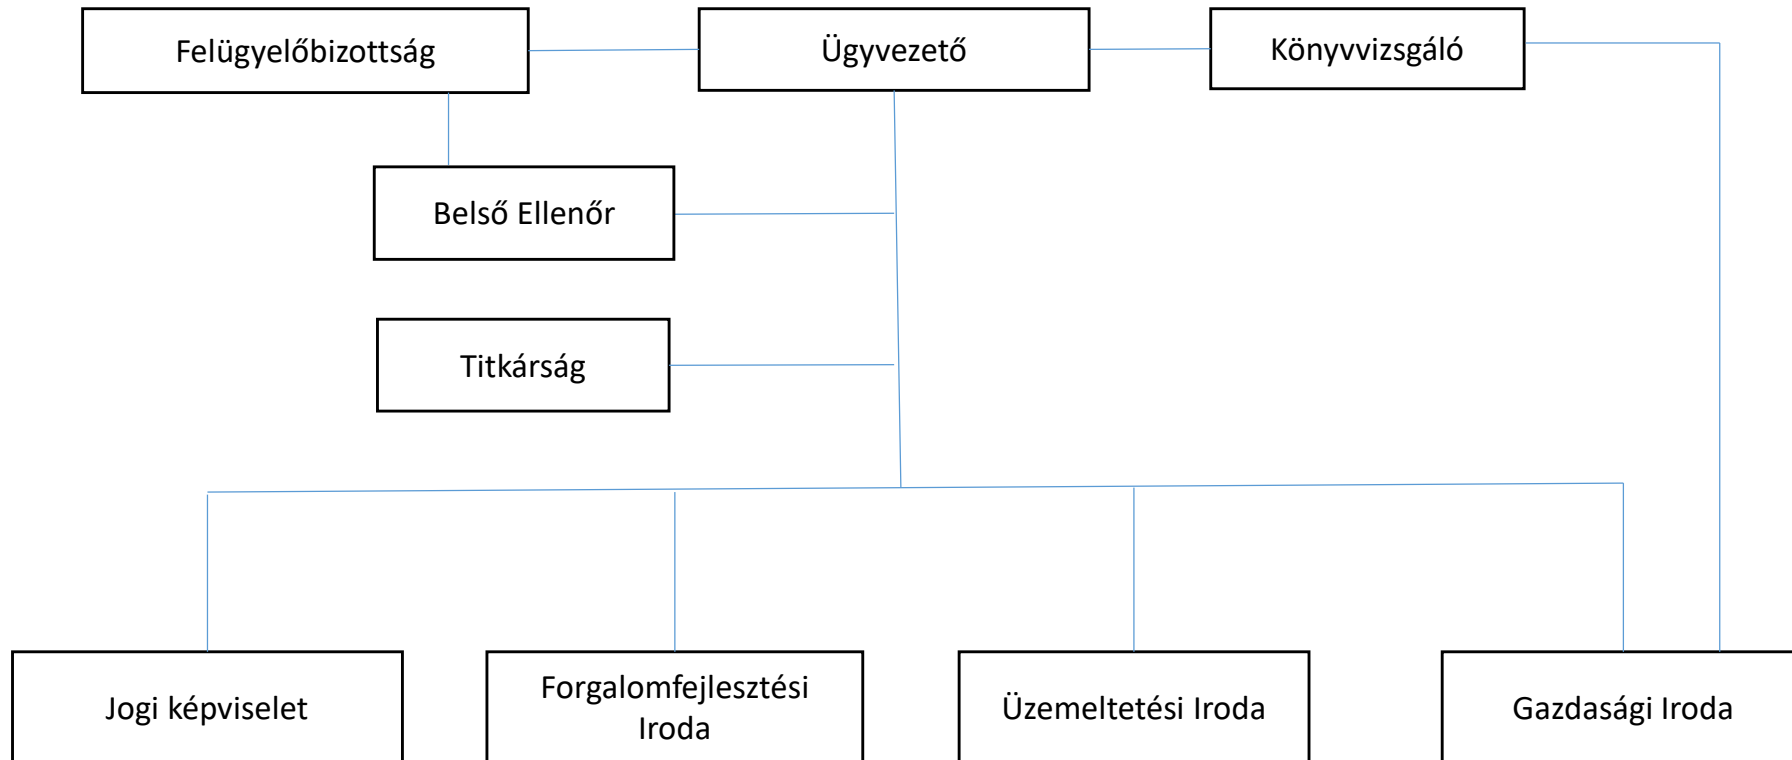 Felügyelőbizottság
Ügyvezető
Könyvvizsgáló
Belső Ellenőr
Titkárság
Jogi képviselet
Forgalomfejlesztési
Iroda
Üzemeltetési Iroda
Gazdasági Iroda